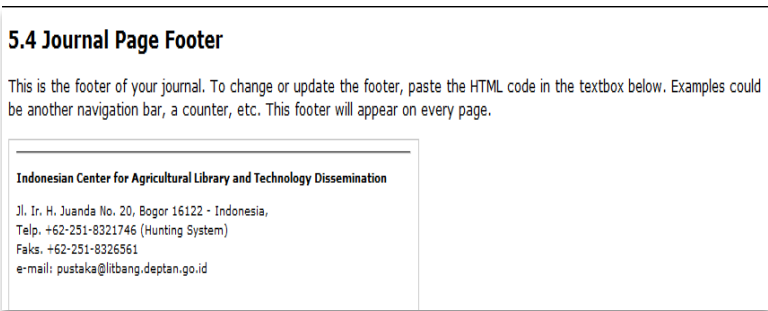 5.4 Journal Page Footer
This is the footer of your journal. To change or update the footer, paste the HTML code in the textbox below. Examples could
be another navigation bar, a counter, etc. This footer will appear on every page.
Indonesian Center for Agricultural Library and Technology Dissemination
Jl. Ir. H. Juanda No. 20, Bogor 16122 - Indonesia,
Telp. +62-251-8321746 (Hunting System)
Faks. +62-251-8326561
e-mail: pustaka@litbang.deptan.go.id